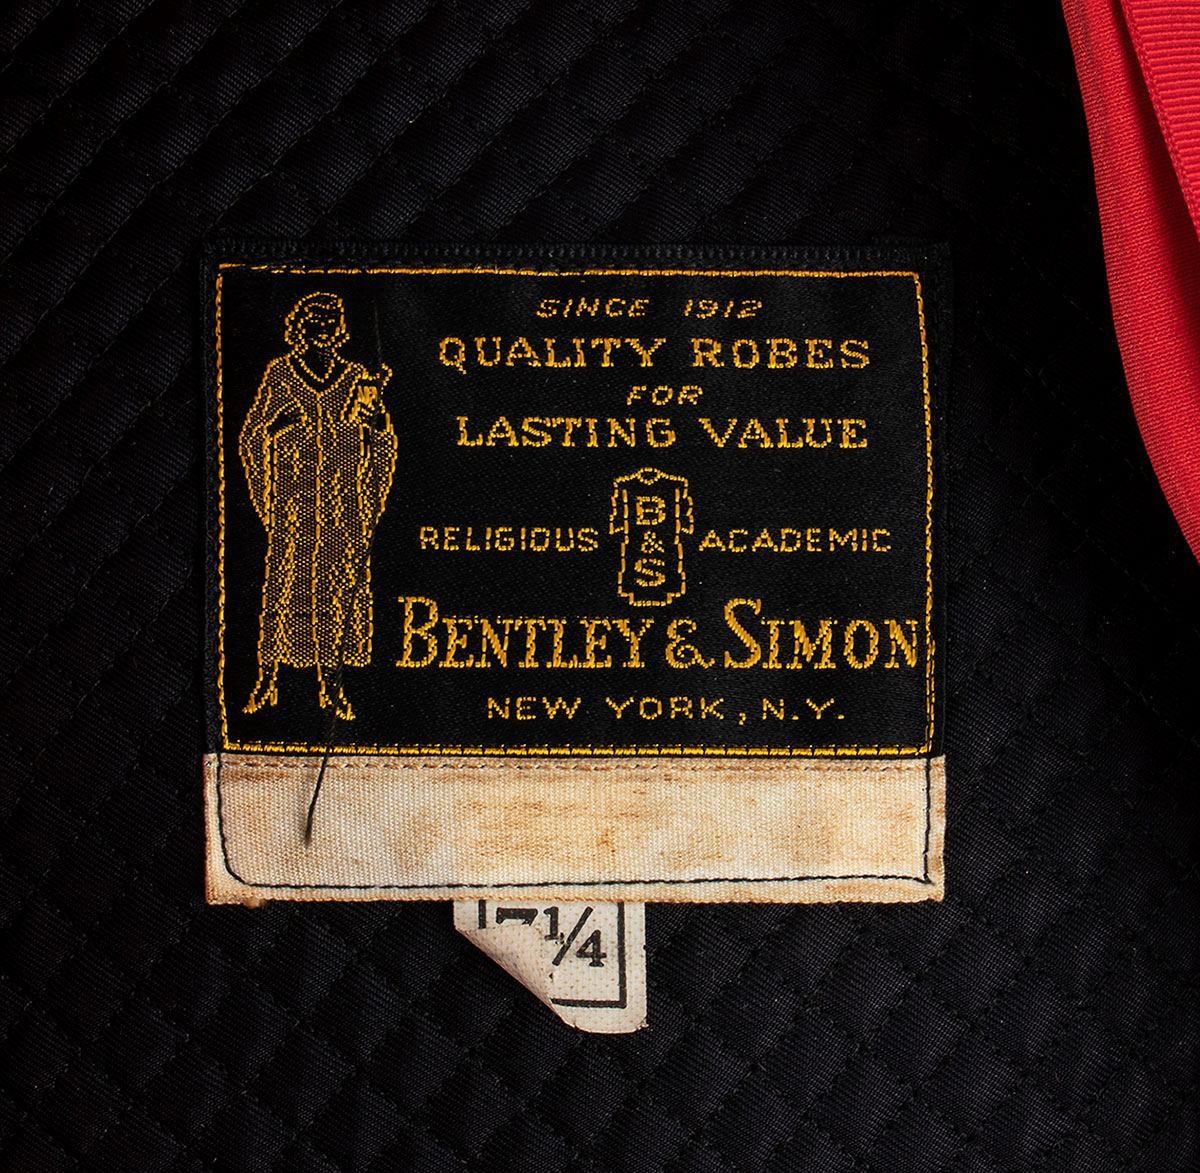 SINCE 1912
QUALITY ROBES
FOR
LASTING VALUE
RELIGIOUS B & S ACADEMIC
BENTLEY & SIMON
NEW YORK, N.Y.
7 1/4